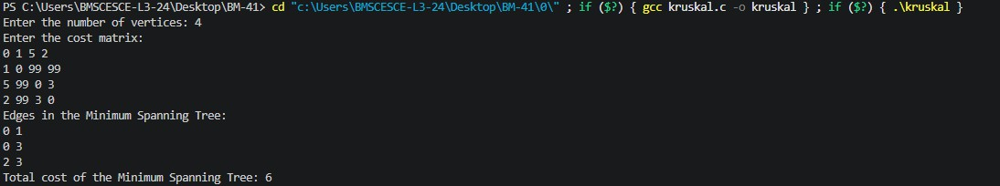 PS C:\Users\BMSCESCE-L3-24\Desktop\BM-41> cd "c:\Users\BMSCESCE-L3-24\Desktop\BM-41\0\" ; if ($?) { gcc kruskal.c -o kruskal } ; if ($?) { .\kruskal }
Enter the number of vertices: 4
Enter the cost matrix:
0 1 5 2
1 0 99 99
5 99 0 3
2 99 3 0
Edges in the Minimum Spanning Tree:
0 1
0 3
2 3
Total cost of the Minimum Spanning Tree: 6